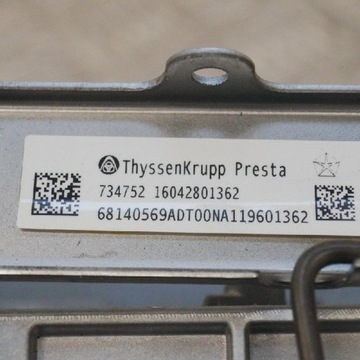 ThyssenKrupp Presta
734752 16042801362
68140569ADT00NA119601362